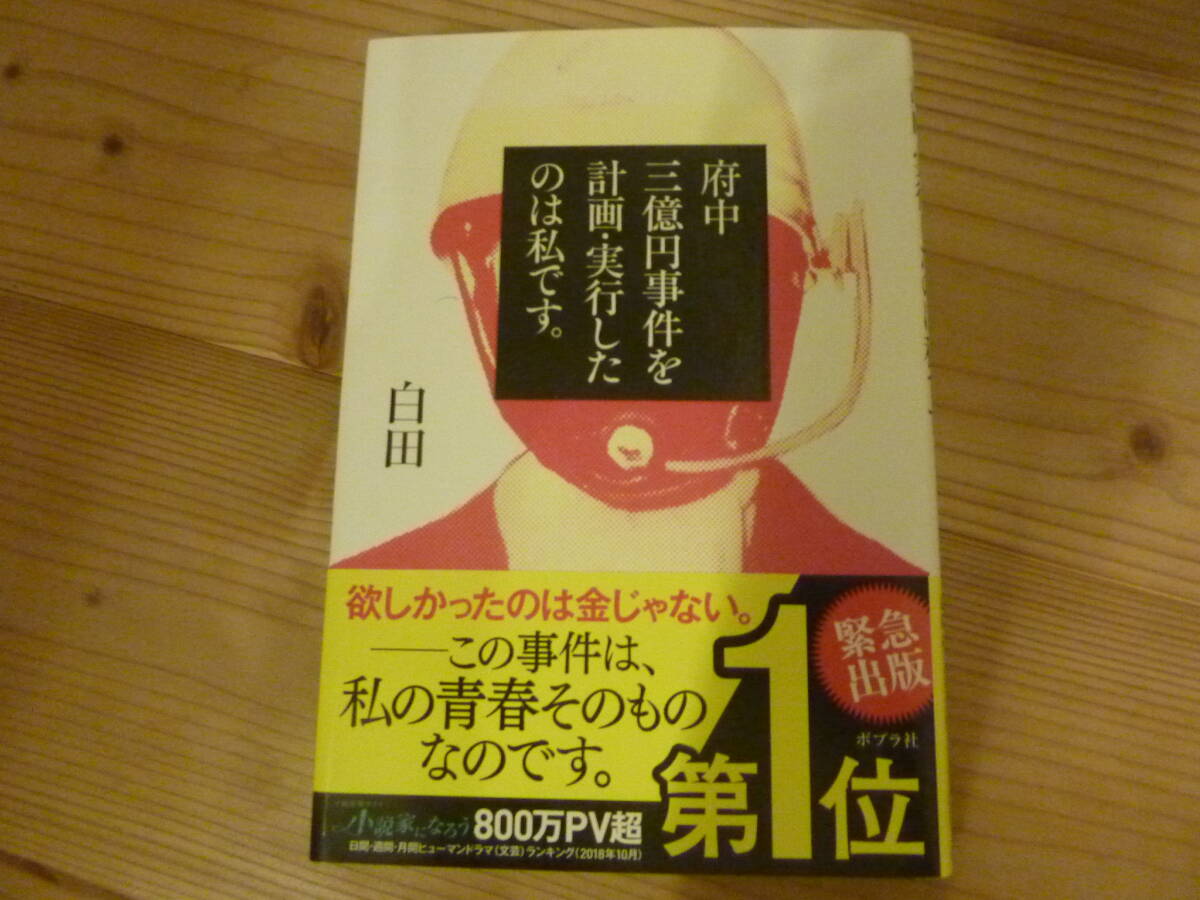 府中
三億円事件を
計画・実行した
のは私です。
白田
欲しかったのは金じゃない。
――この事件は、
私の青春そのもの
なのです。
緊急
出版
ポプラ社
第1位
小説家になろう
800万PV超
日間・週間・月間ヒューマンドラマ(文芸)ランキング(2018年10月)